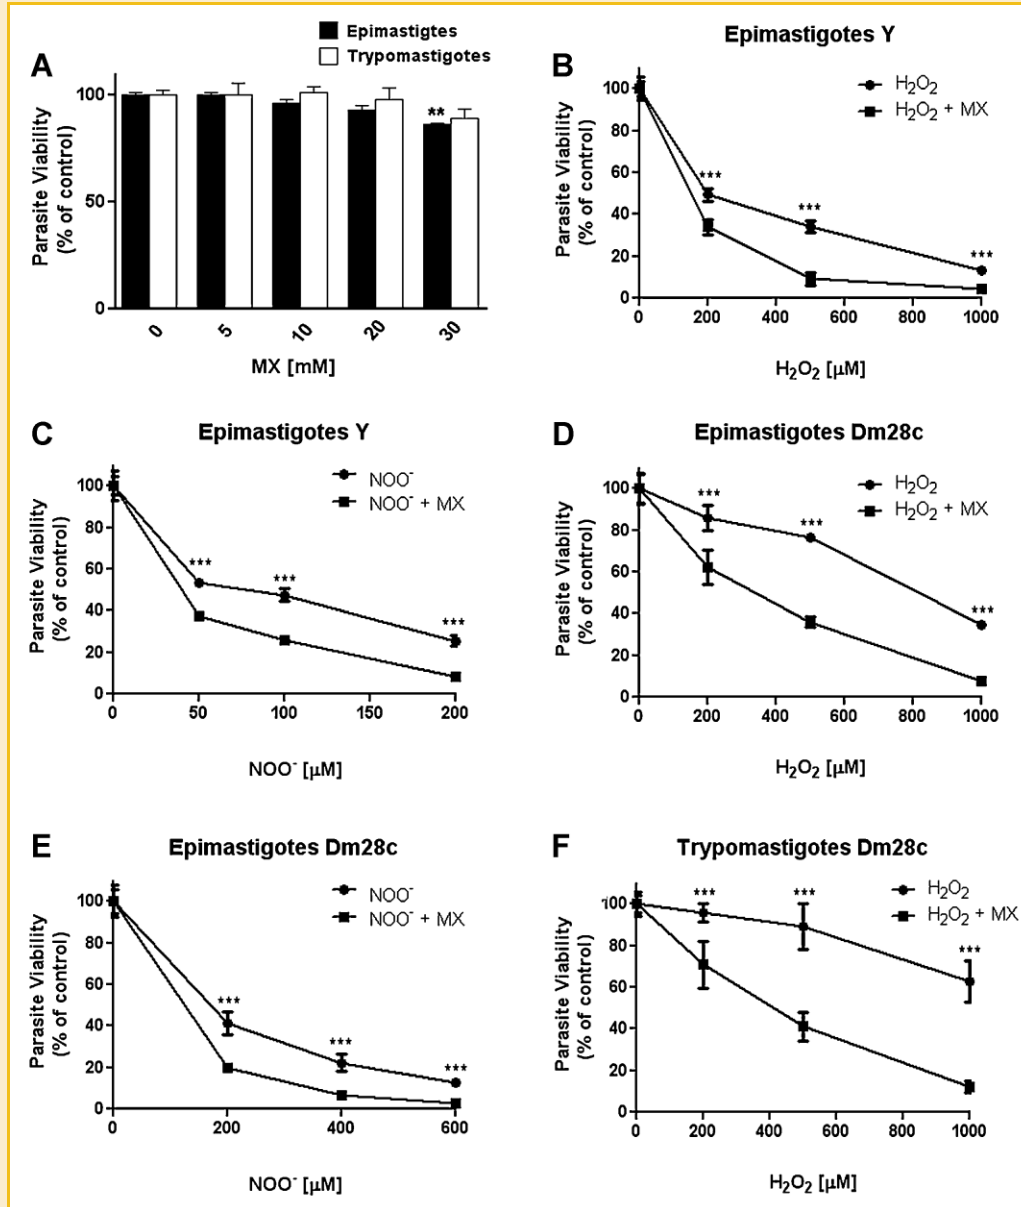 Epimastigtes
Trypomastigotes
A
Parasite Viability
(% of control)
100
50
0
**
0
5
10
20
30
MX [mM]
Epimastigotes Y
B
H₂O₂
H₂O₂ + MX
Parasite Viability
(% of control)
100
80
60
40
20
0
***
***
***
0
200
400
600
800
1000
H₂O₂ [µM]
C
Epimastigotes Y
NOO⁻
NOO⁻ + MX
Parasite Viability
(% of control)
100
80
60
40
20
0
***
***
***
0
50
100
150
200
NOO⁻ [µM]
D
Epimastigotes Dm28c
H₂O₂
H₂O₂ + MX
Parasite Viability
(% of control)
100
80
60
40
20
0
***
***
***
0
200
400
600
800
1000
H₂O₂ [µM]
E
Epimastigotes Dm28c
NOO⁻
NOO⁻ + MX
Parasite Viability
(% of control)
100
80
60
40
20
0
***
***
***
0
200
400
600
NOO⁻ [µM]
F
Trypomastigotes Dm28c
H₂O₂
H₂O₂ + MX
Parasite Viability
(% of control)
100
80
60
40
20
0
***
***
***
0
200
400
600
800
1000
H₂O₂ [µM]